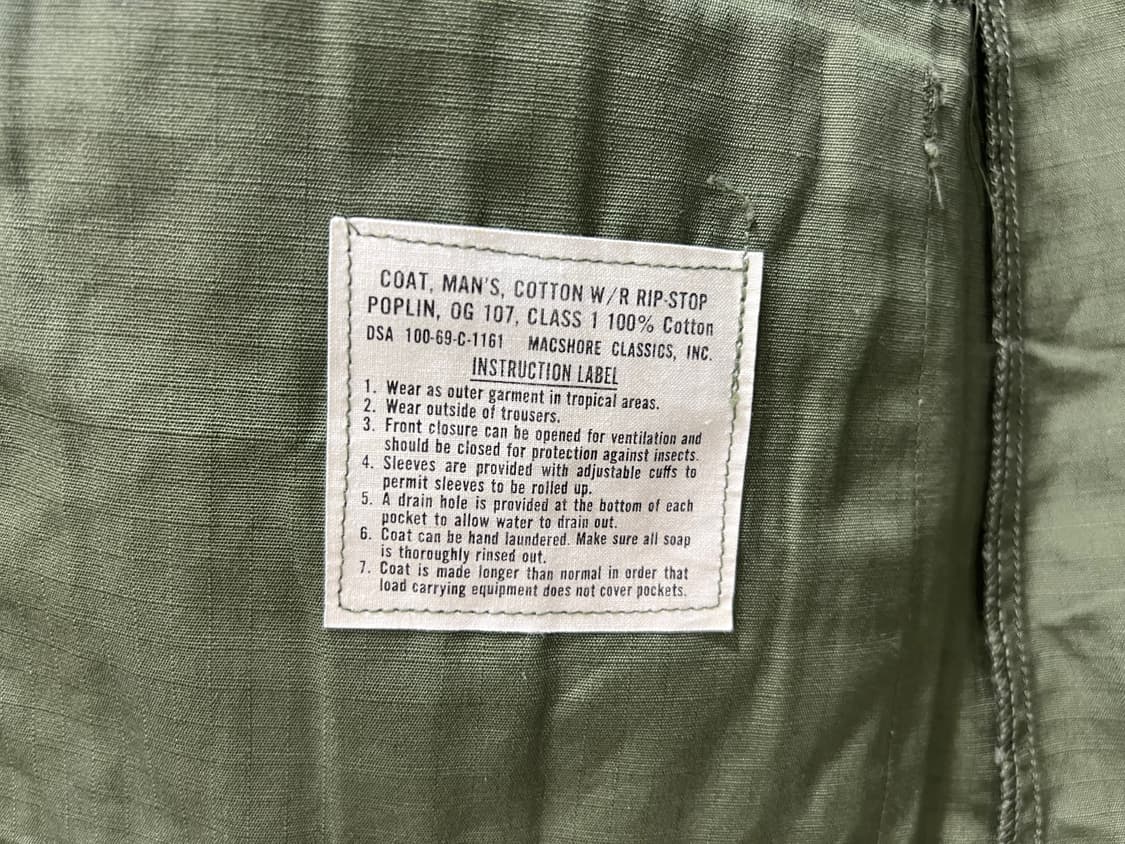 COAT, MAN'S, COTTON W/R RIP-STOP
POPLIN, OG 107, CLASS 1 100% Cotton
DSA 100-69-C-1161 MACSHORE CLASSICS, INC.
INSTRUCTION LABEL
1. Wear as outer garment in tropical areas.
2. Wear outside of trousers.
3. Front closure can be opened for ventilation and
should be closed for protection against insects.
4. Sleeves are provided with adjustable cuffs to
permit sleeves to be rolled up.
5. A drain hole is provided at the bottom of each
pocket to allow water to drain out.
6. Coat can be hand laundered. Make sure all soap
is thoroughly rinsed out.
7. Coat is made longer than normal in order that
load carrying equipment does not cover pockets.